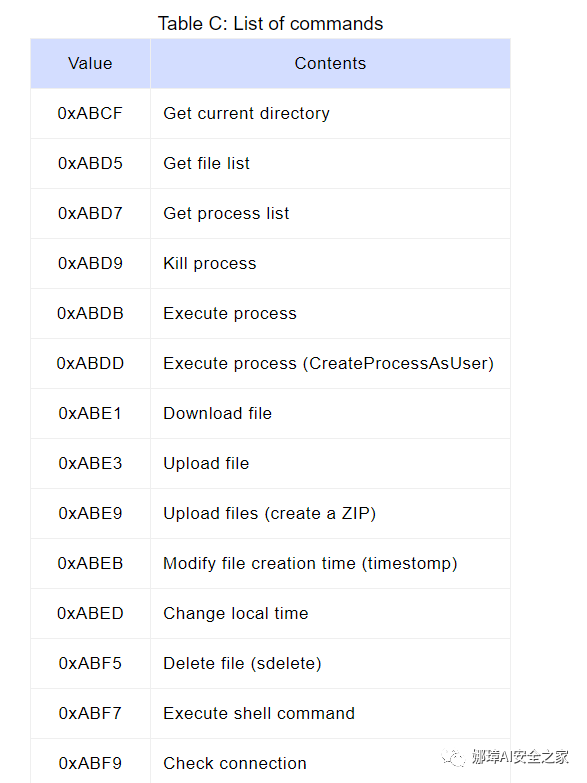 Table C: List of commands
Value Contents
0xABCF Get current directory
0xABD5 Get file list
0xABD7 Get process list
0xABD9 Kill process
0xABDB Execute process
0xABDD Execute process (CreateProcessAsUser)
0xABE1 Download file
0xABE3 Upload file
0xABE9 Upload files (create a ZIP)
0xABEB Modify file creation time (timestomp)
0xABED Change local time
0xABF5 Delete file (sdelete)
0xABF7 Execute shell command
0xABF9 Check connection
娜璋AI安全之家